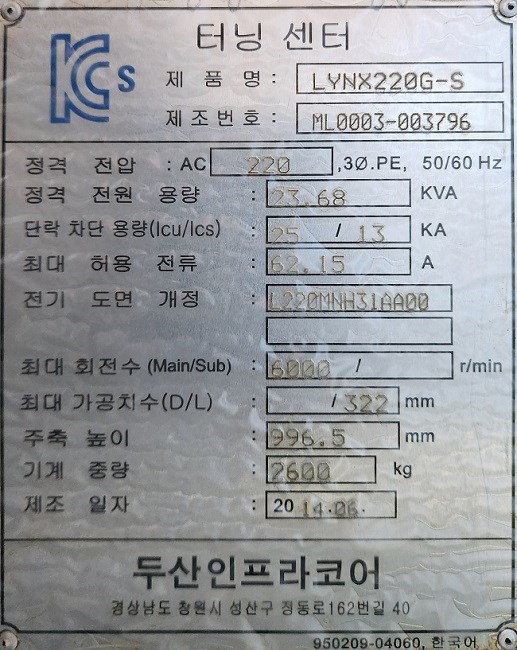 터닝 센터
KCs
제 품 명 : LYNX220G-S
제조번호 : ML0003-003796
정격 전압 : AC 220 ,3Ø.PE, 50/60 Hz
정격 전원 용량 : 23.68 KVA
단락 차단 용량(Icu/Ics) : 25 / 13 KA
최대 허용 전류 : 62.15 A
전기 도면 개정 : L220MNH31AA00
최대 회전수 (Main/Sub) : 6000 / r/min
최대 가공치수(D/L) : / 322 mm
주축 높이 : 996.5 mm
기계 중량 : 2600 kg
제조 일자 : 20 14.06.
두산인프라코어
경상남도 창원시 성산구 정동로162번길 40
950209-04060, 한국어